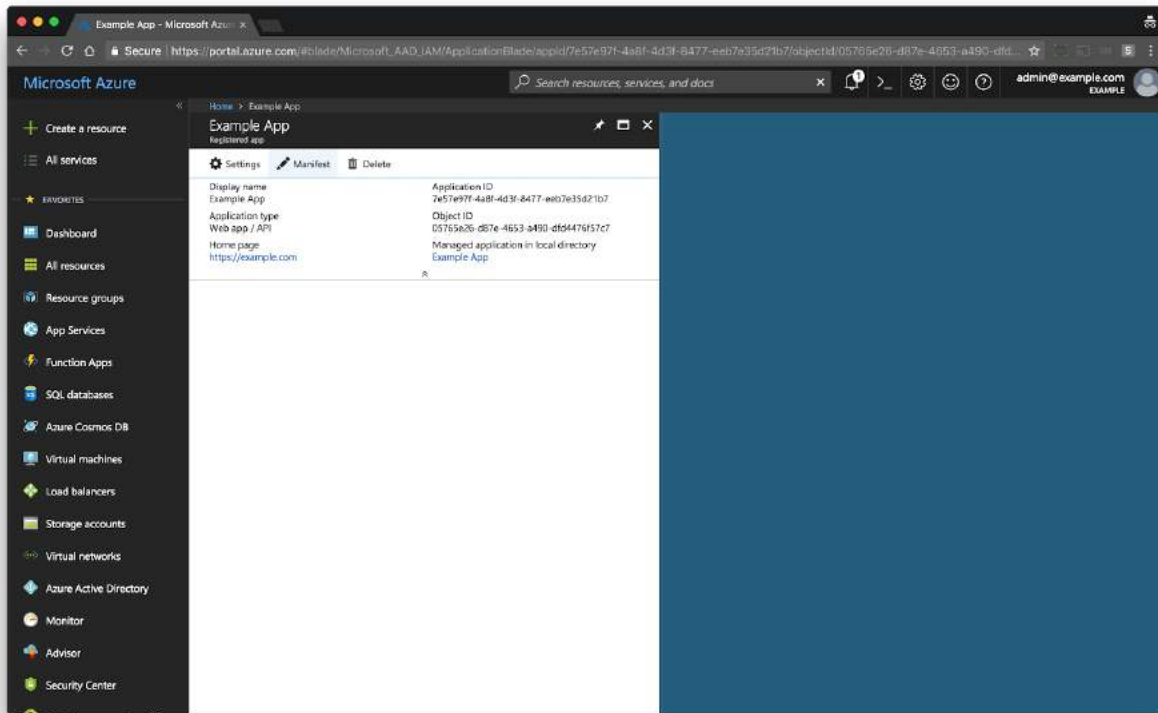 Example App - Microsoft Azu
Secure https://portal.azure.com/#blade/Microsoft_AAD_IAM/ApplicationBlade/appId/7e57e97f-4a8f-4d3f-8477-eeb7e35d21b7/objectId/05765e26-d87e-4653-a490-dfd...
Microsoft Azure
Search resources, services, and docs
1
admin@example.com
EXAMPLE
Create a resource
All services
FAVORITES
Dashboard
All resources
Resource groups
App Services
Function Apps
SQL databases
Azure Cosmos DB
Virtual machines
Load balancers
Storage accounts
Virtual networks
Azure Active Directory
Monitor
Advisor
Security Center
Home > Example App
Example App
Registered app
Settings Manifest Delete
Display name
Example App
Application type
Web app / API
Home page
https://example.com
Application ID
7e57e97f-4a8f-4d3f-8477-eeb7e35d21b7
Object ID
05765e26-d87e-4653-a490-dfd4476f57c7
Managed application in local directory
Example App